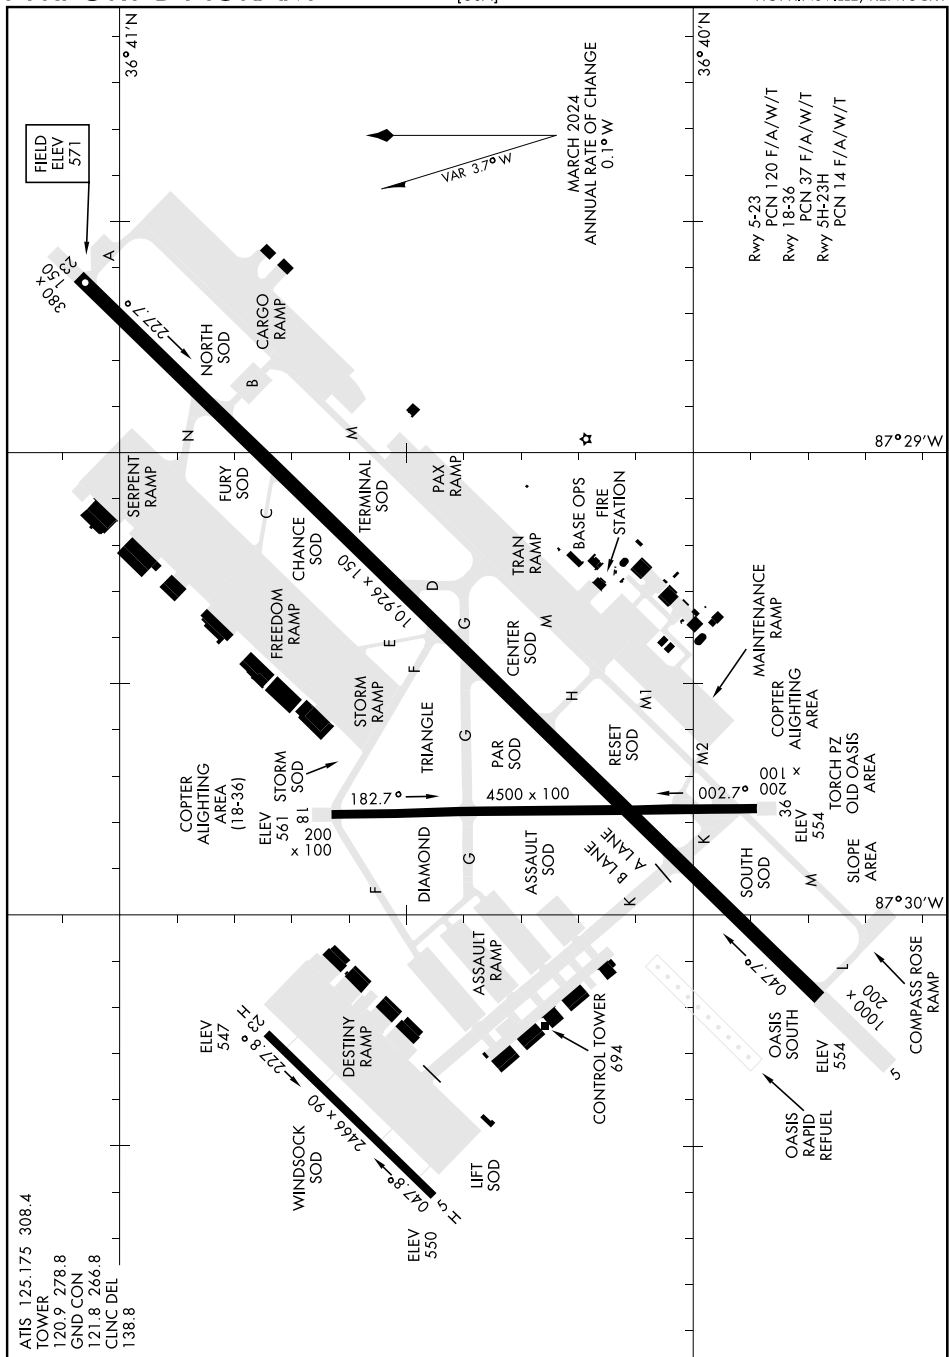 [USA]
ATIS 125.175 308.4
TOWER
120.9 278.8
GND CON
121.8 266.8
CLNC DEL
138.8
36°41'N
36°40'N
87°29'W
87°30'W
FIELD
ELEV
571
VAR 3.7° W
MARCH 2024
ANNUAL RATE OF CHANGE
0.1° W
Rwy 5-23
PCN 120 F/A/W/T
Rwy 18-36
PCN 37 F/A/W/T
Rwy 5H-23H
PCN 14 F/A/W/T
380 x
150
23
A
227.7°
NORTH
SOD
CARGO
RAMP
B
N
M
SERPENT
RAMP
FURY
SOD
C
CHANCE
SOD
TERMINAL
SOD
PAX
RAMP
10,926 x 150
BASE OPS
FIRE
STATION
TRAN
RAMP
D
G
M
CENTER
SOD
FREEDOM
RAMP
E
F
STORM
RAMP
TRIANGLE
G
PAR
SOD
H
M1
RESET
SOD
M2
MAINTENANCE
RAMP
COPTER
ALIGHTING
AREA
TORCH PZ
OLD OASIS
AREA
STORM
SOD
COPTER
ALIGHTING
AREA
(18-36)
ELEV
561
18
200
x 100
182.7°
4500 x 100
002.7°
200
x 100
36
ELEV
554
F
DIAMOND
G
ASSAULT
SOD
B LANE
A LANE
K
K
SOUTH
SOD
M
SLOPE
AREA
ASSAULT
RAMP
DESTINY
RAMP
CONTROL TOWER
694
047.7°
L
1000 x
200
5
COMPASS ROSE
RAMP
OASIS
SOUTH
ELEV
554
OASIS
RAPID
REFUEL
ELEV
547
23 H
227.8°
2466 x 90
047.8°
5 H
ELEV
550
WINDSOCK
SOD
LIFT
SOD